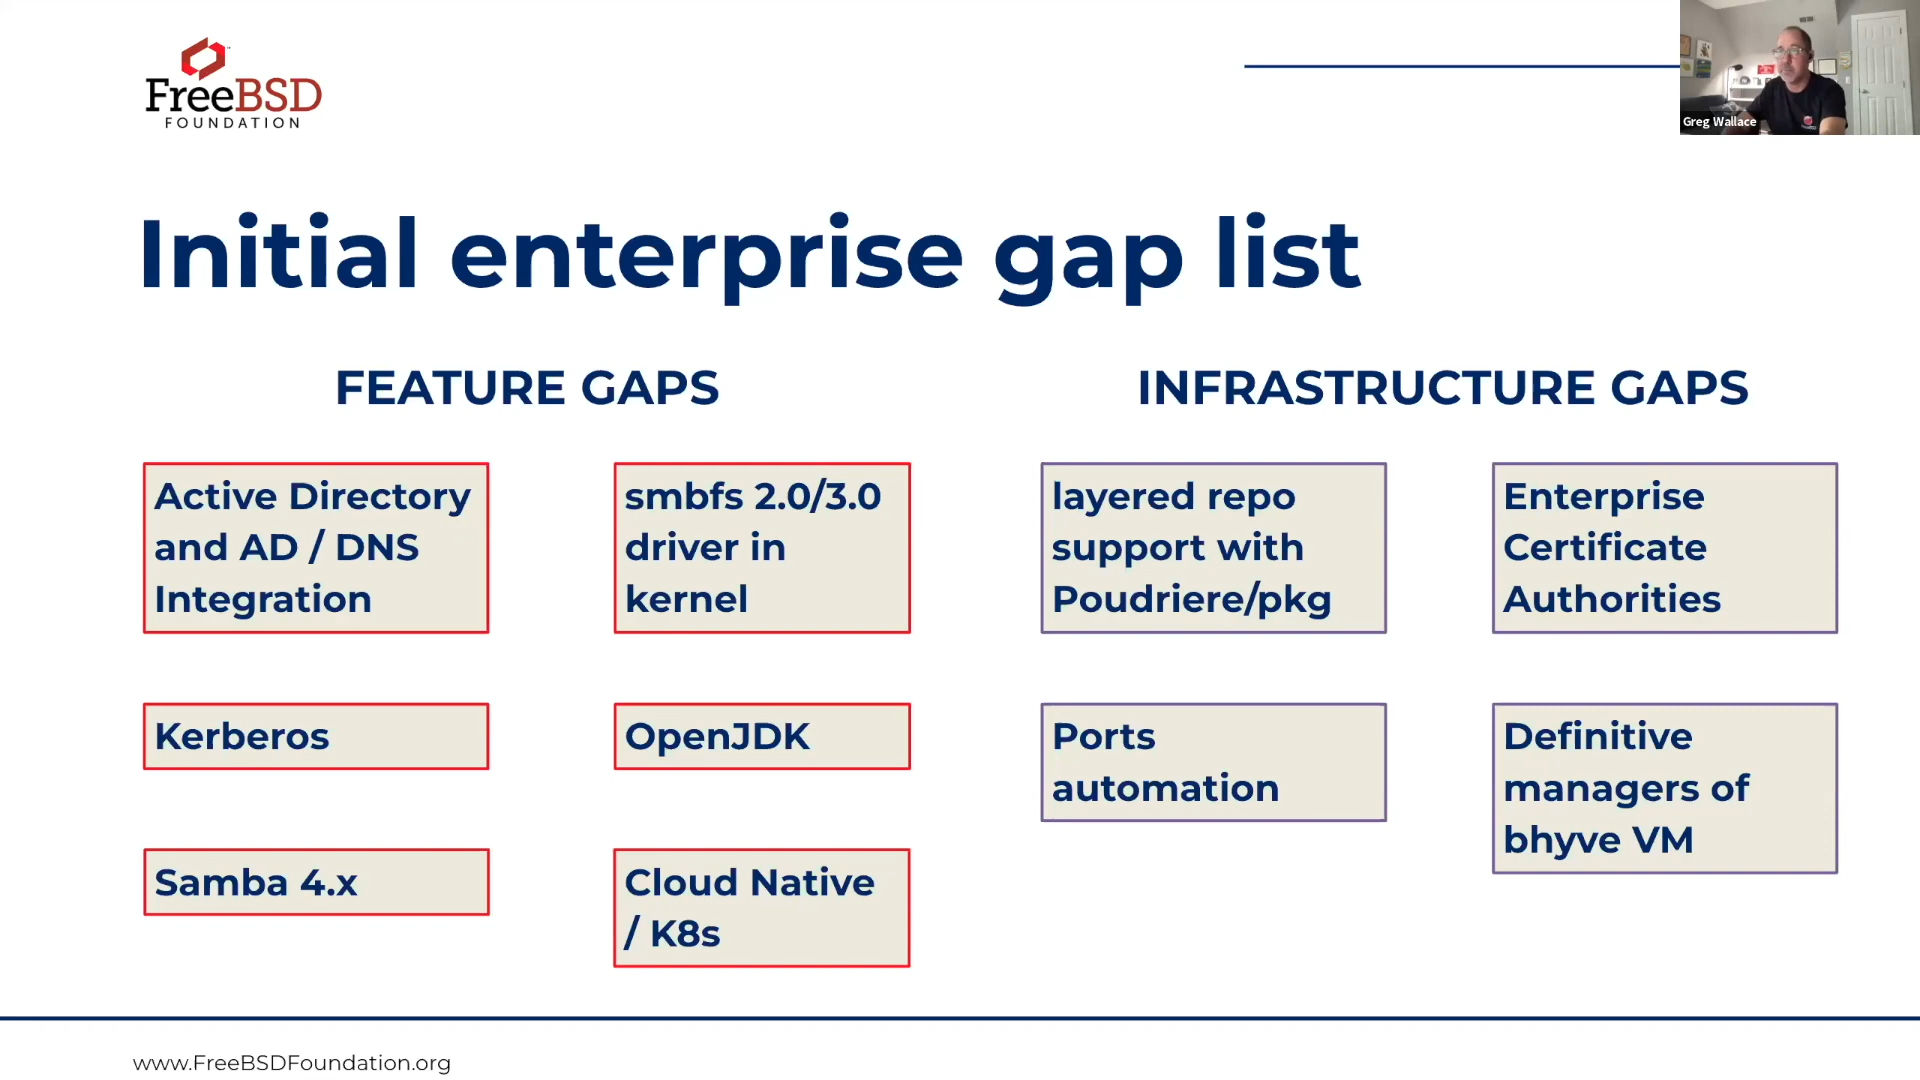 FreeBSD
FOUNDATION
Greg Wallace
Initial enterprise gap list
FEATURE GAPS
Active Directory
and AD / DNS
Integration
smbfs 2.0/3.0
driver in
kernel
Kerberos
OpenJDK
Samba 4.x
Cloud Native
/ K8s
INFRASTRUCTURE GAPS
layered repo
support with
Poudriere/pkg
Enterprise
Certificate
Authorities
Ports
automation
Definitive
managers of
bhyve VM
www.FreeBSDFoundation.org